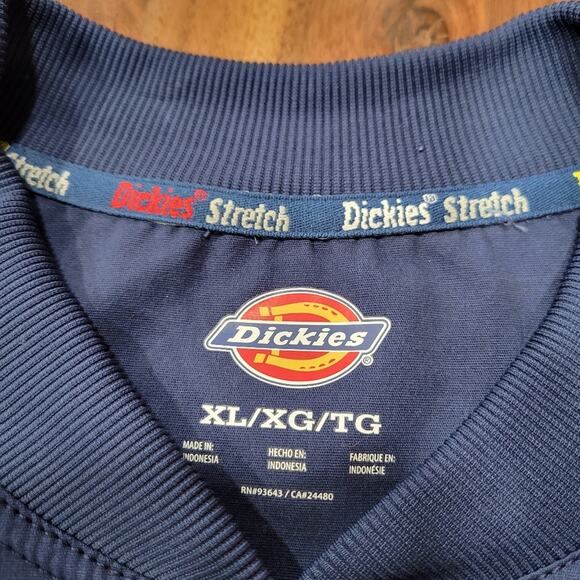 Stretch Dickies® Stretch Dickies® Stretch
Dickies®
XL/XG/TG
MADE IN: HECHO EN: FABRIQUE EN:
INDONESIA INDONESIA INDONÉSIE
RN#93643 / CA#24480